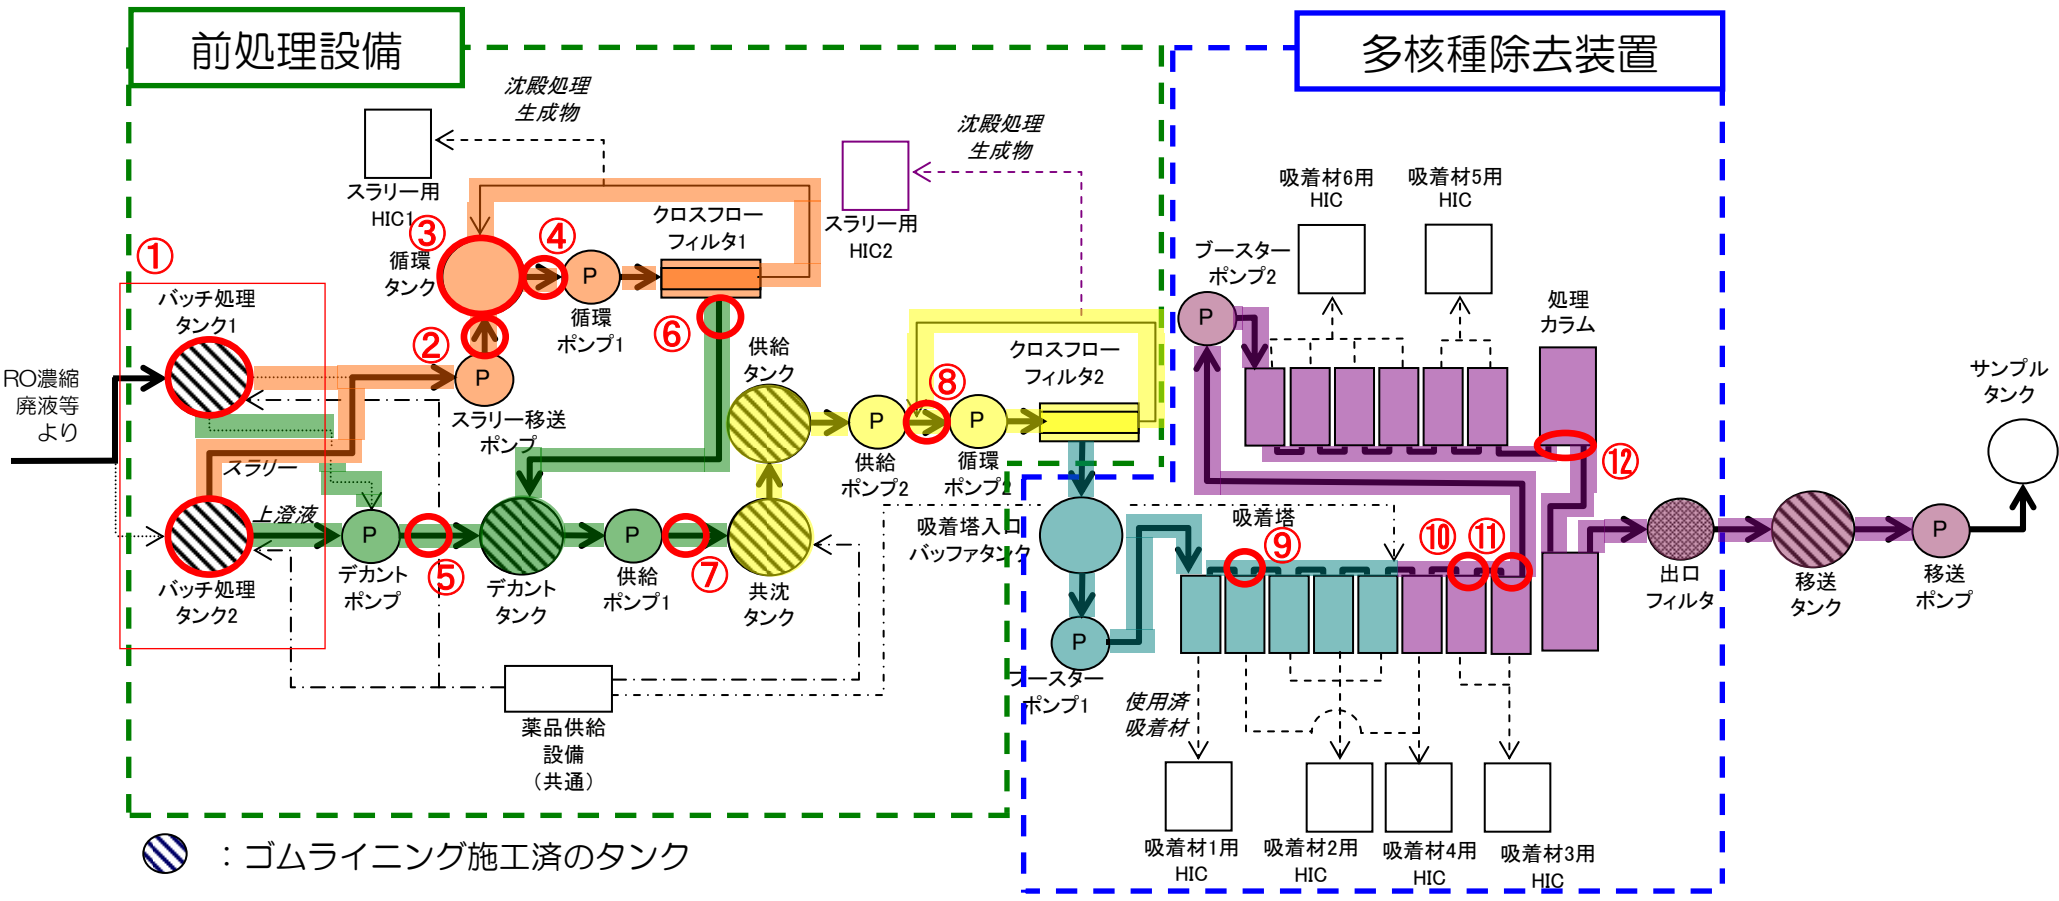 前処理設備
多核種除去装置
沈殿処理
生成物
沈殿処理
生成物
スラリー用
HIC1
スラリー用
HIC2
吸着材6用
HIC
吸着材5用
HIC
①
②
③
④
⑤
⑥
⑦
⑧
⑨
⑩
⑪
⑫
RO濃縮
廃液等
より
バッチ処理
タンク1
循環
タンク
P
循環
ポンプ1
クロスフロー
フィルタ1
P
スラリー移送
ポンプ
スラリー
上澄液
バッチ処理
タンク2
P
デカント
ポンプ
デカント
タンク
P
供給
ポンプ1
共沈
タンク
供給
タンク
P
供給
ポンプ2
P
循環
ポンプ2
クロスフロー
フィルタ2
吸着塔入口
バッファタンク
P
ブースター
ポンプ1
吸着塔
P
ブースター
ポンプ2
処理
カラム
出口
フィルタ
移送
タンク
P
移送
ポンプ
サンプル
タンク
薬品供給
設備
（共通）
使用済
吸着材
吸着材1用
HIC
吸着材2用
HIC
吸着材4用
HIC
吸着材3用
HIC
：ゴムライニング施工済のタンク